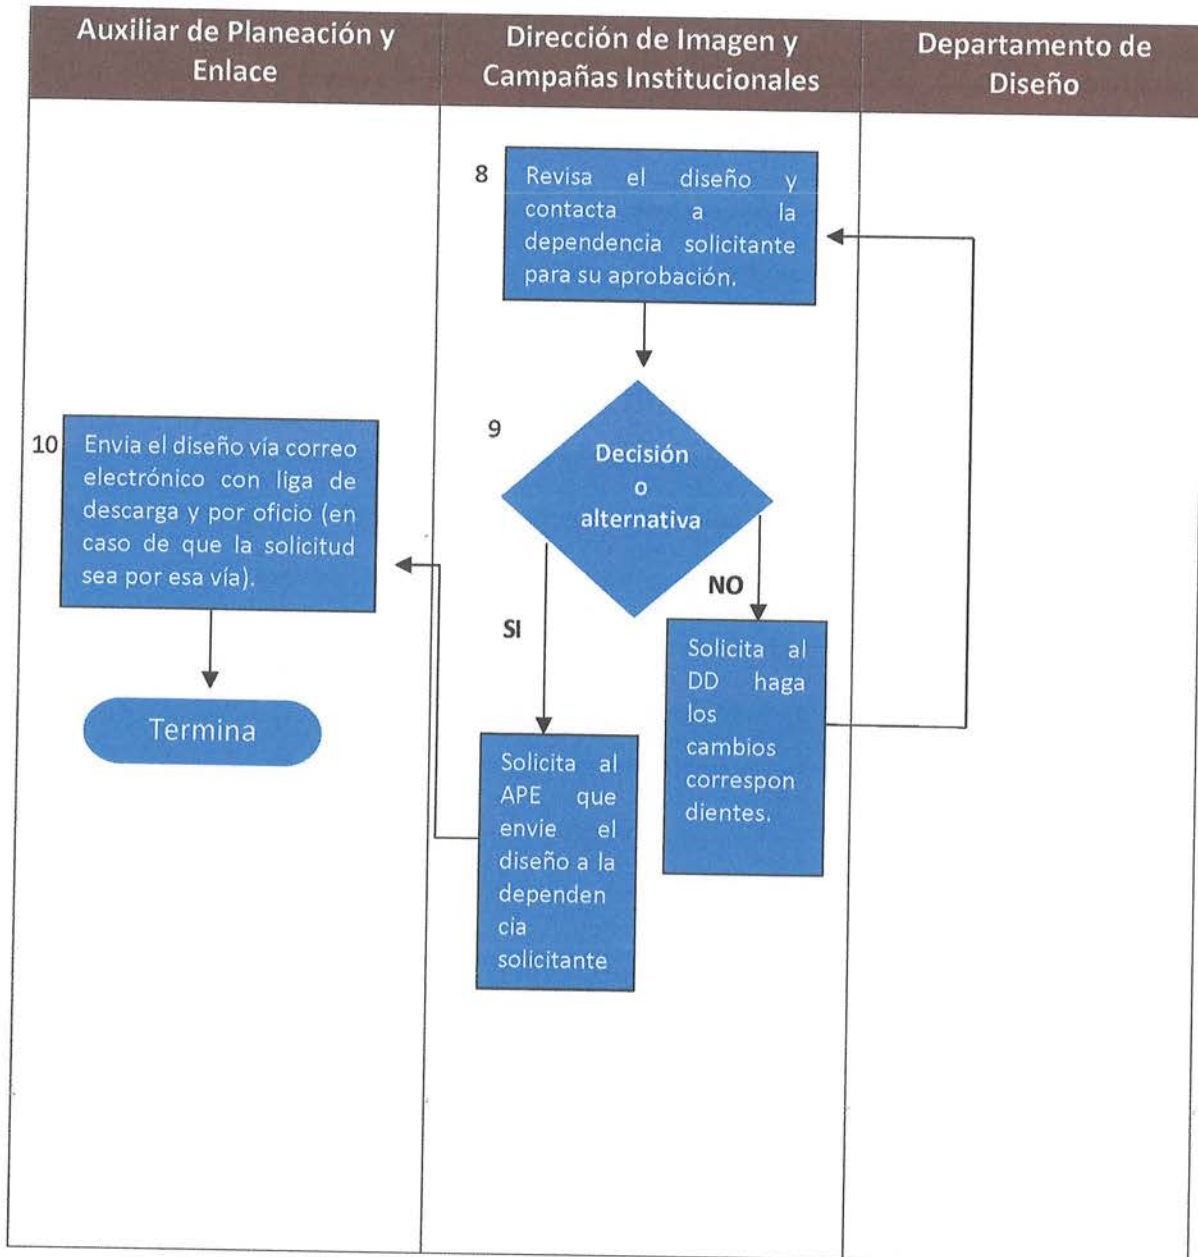 Auxiliar de Planeación y
Enlace
Dirección de Imagen y
Campañas Institucionales
Departamento de
Diseño
8
Revisa el diseño y
contacta a la
dependencia solicitante
para su aprobación.
9
Decisión
o
alternativa
10
Envia el diseño vía correo
electrónico con liga de
descarga y por oficio (en
caso de que la solicitud
sea por esa vía).
NO
SI
Solicita al
DD haga
los
cambios
correspon
dientes.
Termina
Solicita al
APE que
envíe el
diseño a la
dependen
cia
solicitante